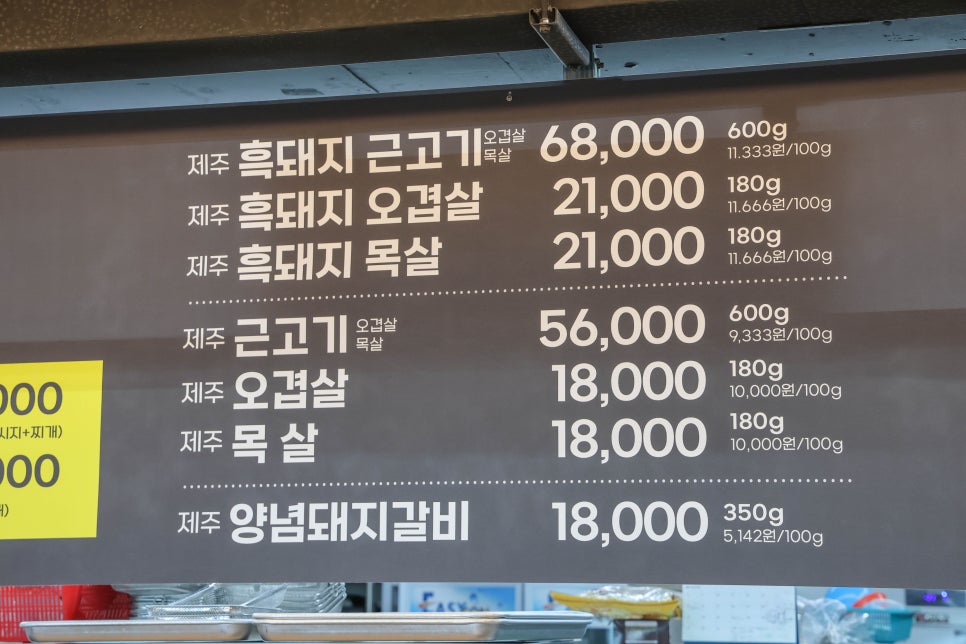 제주 흑돼지 근고기 오겹살 목살 68,000 600g
11.333원/100g
제주 흑돼지 오겹살 21,000 180g
11.666원/100g
제주 흑돼지 목살 21,000 180g
11.666원/100g
제주 근고기 오겹살 목살 56,000 600g
9,333원/100g
제주 오겹살 18,000 180g
10,000원/100g
제주 목 살 18,000 180g
10,000원/100g
제주 양념돼지갈비 18,000 350g
5,142원/100g
000
시지+찌개)
000
EASY